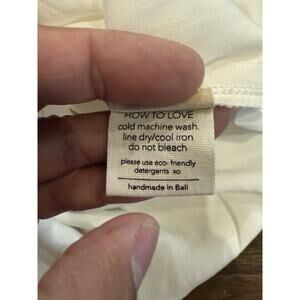 HOW TO LOVE
cold machine wash.
line dry/cool iron
do not bleach
please use eco- friendly
detergents xo
handmade in Bali